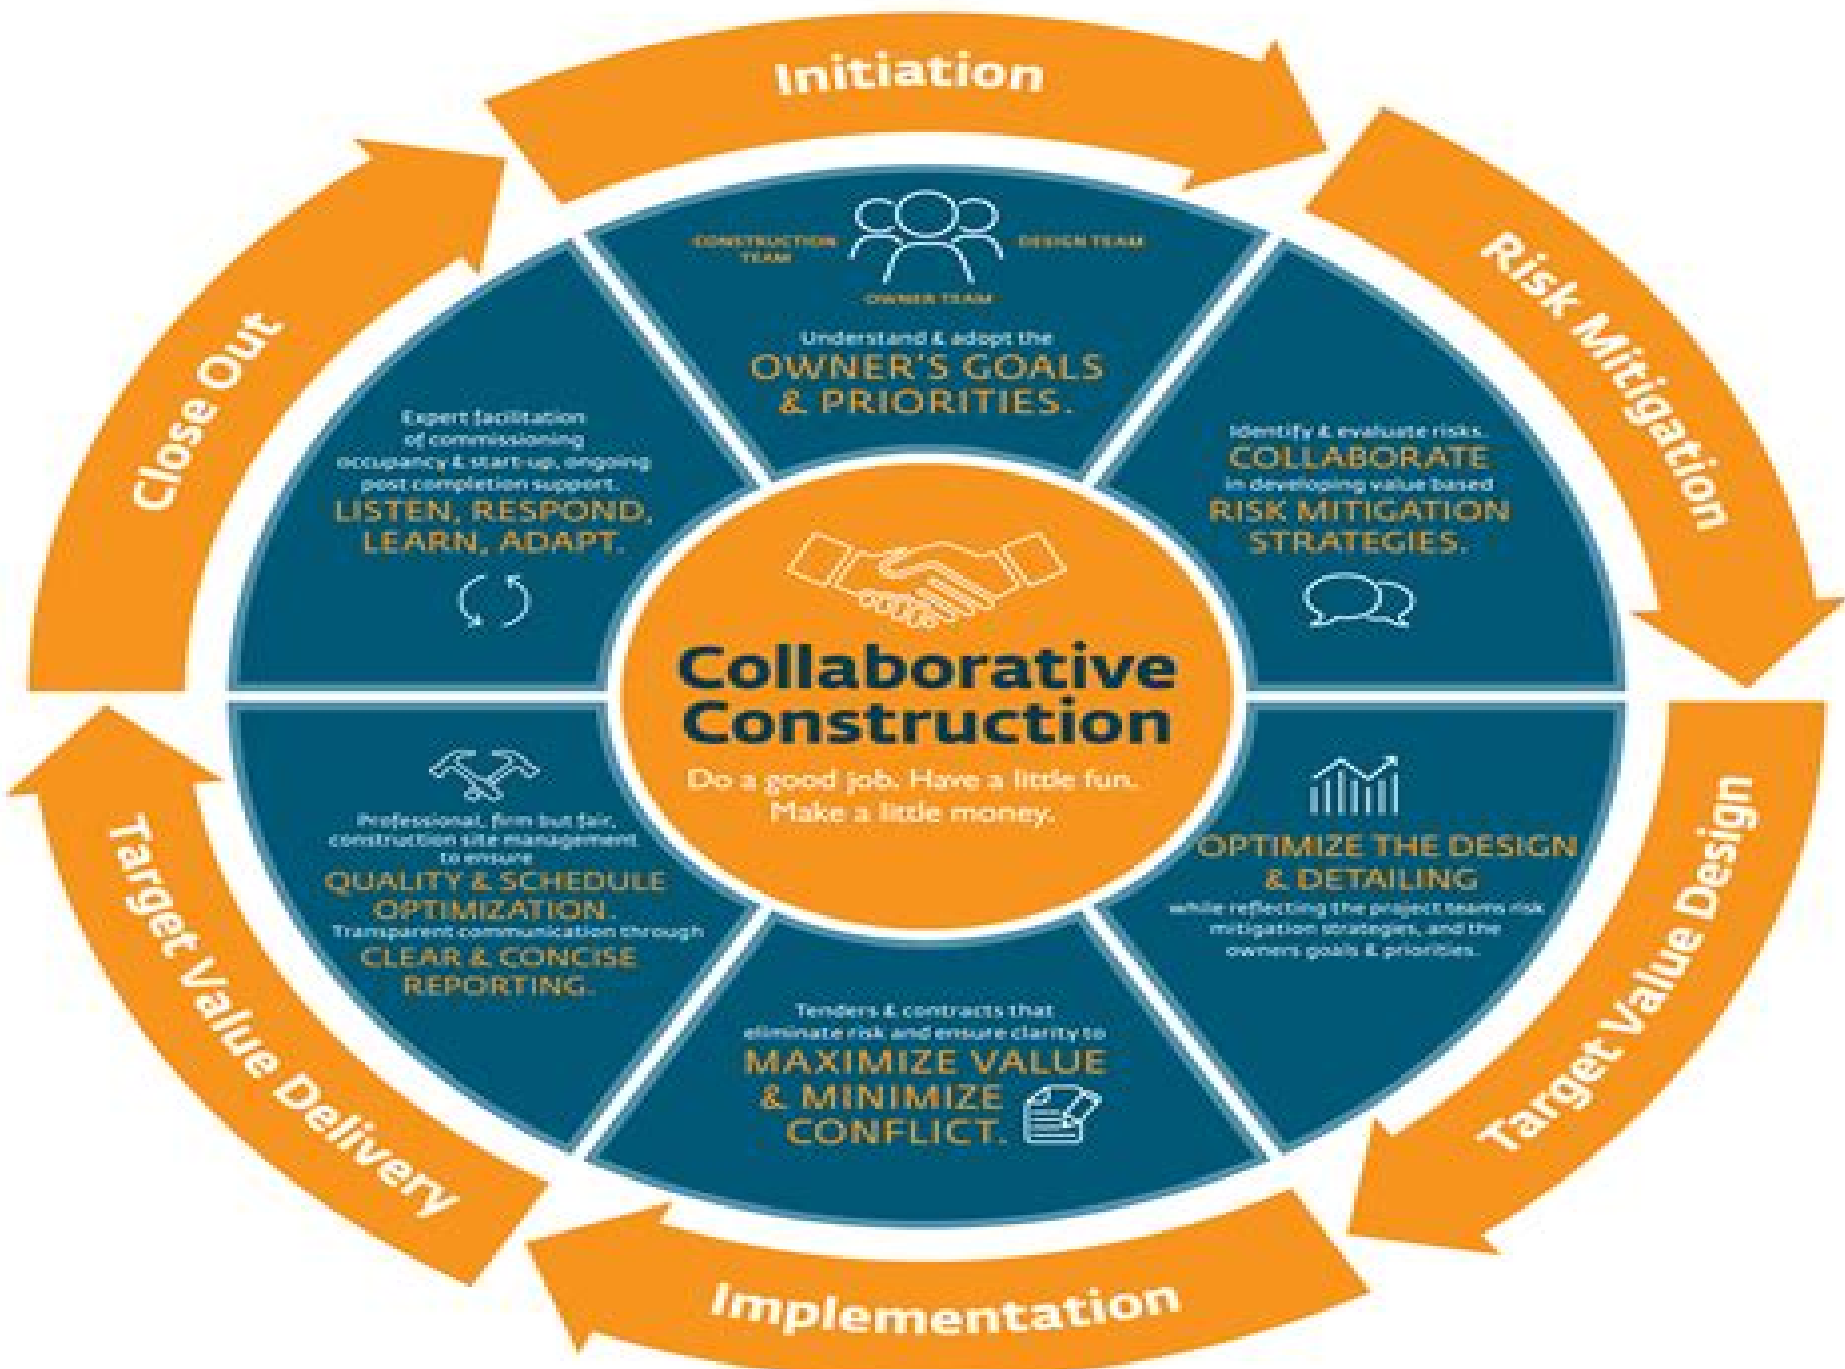 Initiation
CONSTRUCTION
TEAM
DESIGN TEAM
OWNER TEAM
Understand & adopt the
OWNER'S GOALS
& PRIORITIES.
Risk Mitigation
Identify & evaluate risks.
COLLABORATE
in developing value based
RISK MITIGATION
STRATEGIES.
Target Value Design
OPTIMIZE THE DESIGN
& DETAILING
while reflecting the project teams risk
mitigation strategies, and the
owners goals & priorities.
Implementation
Tenders & contracts that
eliminate risk and ensure clarity to
MAXIMIZE VALUE
& MINIMIZE
CONFLICT.
Target Value Delivery
Professional, firm but fair,
construction site management
to ensure
QUALITY & SCHEDULE
OPTIMIZATION.
Transparent communication through
CLEAR & CONCISE
REPORTING.
Close Out
Expert facilitation
of commissioning
occupancy & start-up, ongoing
post completion support.
LISTEN, RESPOND,
LEARN, ADAPT.
Collaborative
Construction
Do a good job. Have a little fun.
Make a little money.